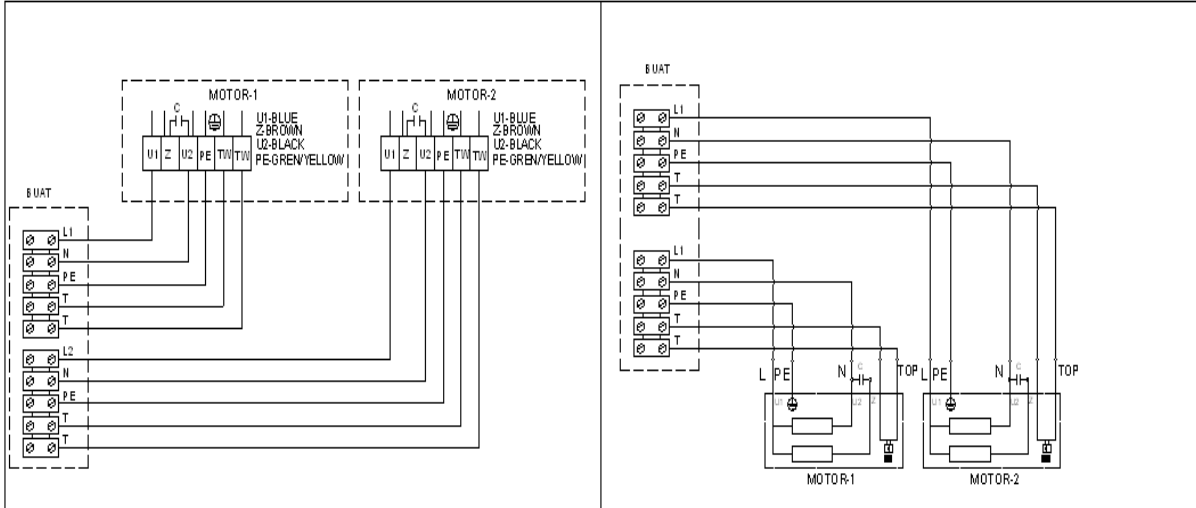 MOTOR-1
C
U1-BLUE
Z-BROWN
U2-BLACK
PE-GREN/YELLOW
U1 Z U2 PE TW TW
MOTOR-2
C
U1-BLUE
Z-BROWN
U2-BLACK
PE-GREN/YELLOW
U1 Z U2 PE TW TW
BUAT
L1
N
PE
T
T
L2
N
PE
T
T
BUAT
L1
N
PE
T
T
L1
N
PE
T
T
L PE N C TOP
U1 U2 Z
MOTOR-1
L PE N C TOP
U1 U2 Z
MOTOR-2